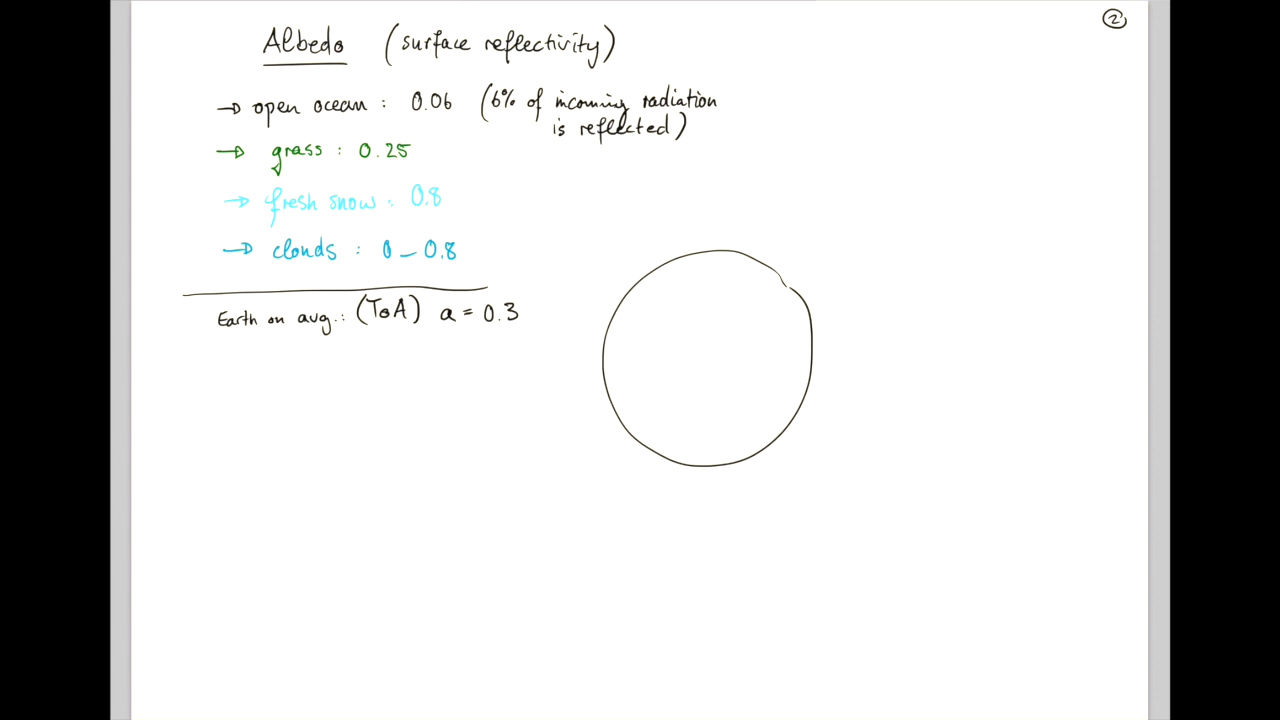 ②
Albedo (surface reflectivity)
→ open ocean : 0.06 (6% of incoming radiation
is reflected)
→ grass : 0.25
→ fresh snow : 0.8
→ clouds : 0 – 0.8
Earth on avg.: (ToA) a = 0.3